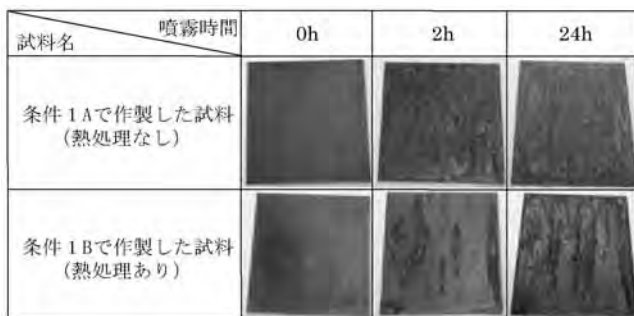 噴霧時間
試料名
0h
2h
24h
条件1Aで作製した試料
(熱処理なし)
条件1Bで作製した試料
(熱処理あり)